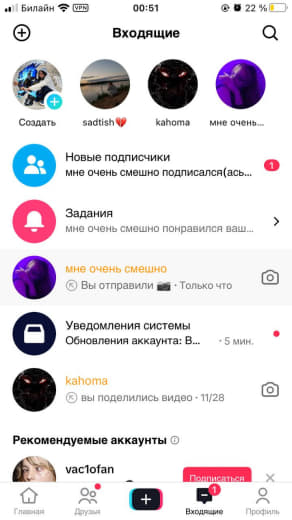 Билайн VPN 00:51 22 %
Входящие
Создать sadtish💔 kahoma мне очень...
Новые подписчики
мне очень смешно подписался(ась... 1
Задания
мне очень смешно понравился ваш...
мне очень смешно
Вы отправили 📷 · Только что
Уведомления системы
Обновления аккаунта: В... · 5 мин.
kahoma
вы поделились видео · 11/28
Рекомендуемые аккаунты
vac1ofan
Подписаться
1
Главная Друзья Входящие Профиль